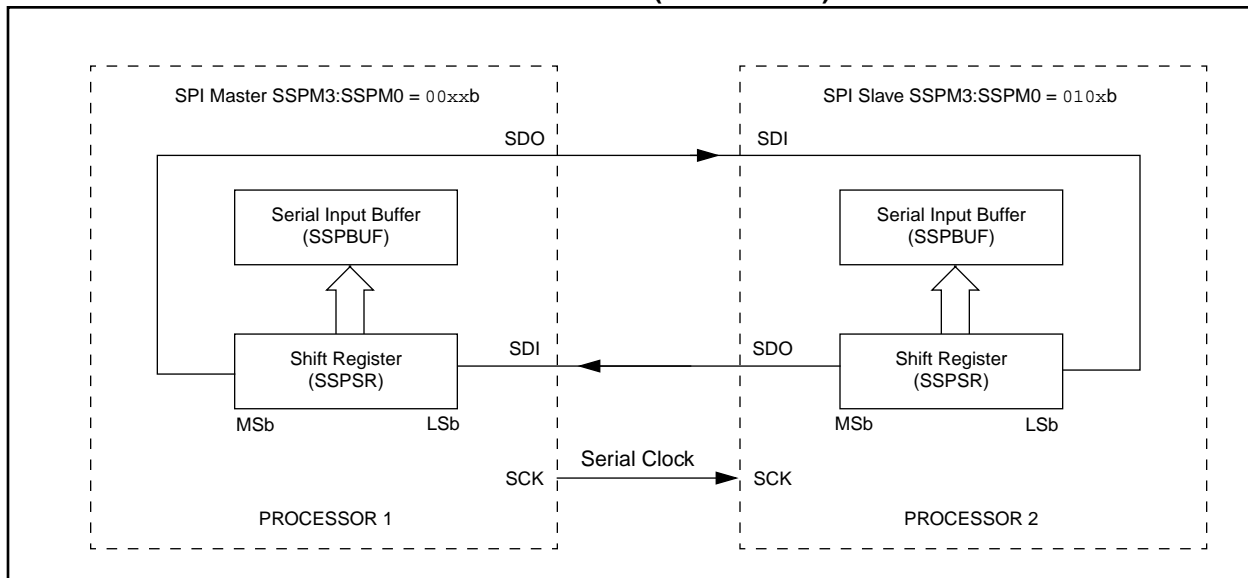 SPI Master SSPM3:SSPM0 = 00xxb
SDO
Serial Input Buffer
(SSPBUF)
Shift Register
(SSPSR)
MSb
LSb
SDI
SCK
PROCESSOR 1
Serial Clock
SPI Slave SSPM3:SSPM0 = 010xb
SDI
Serial Input Buffer
(SSPBUF)
SDO
Shift Register
(SSPSR)
MSb
LSb
SCK
PROCESSOR 2